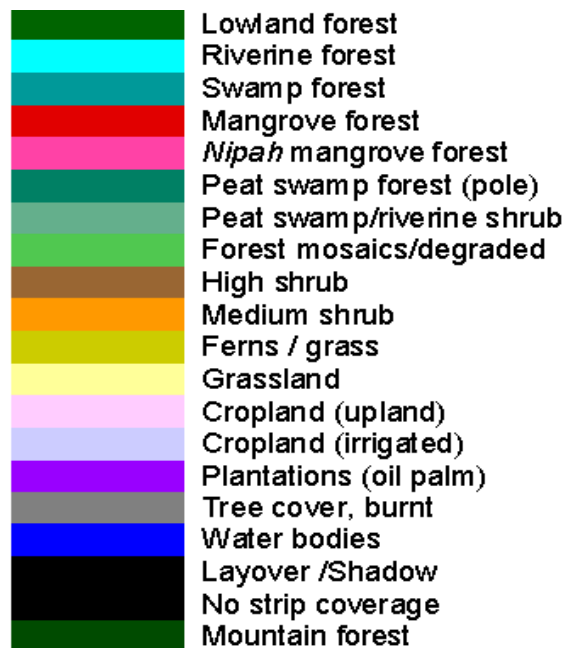 Lowland forest
Riverine forest
Swamp forest
Mangrove forest
Nipah mangrove forest
Peat swamp forest (pole)
Peat swamp/riverine shrub
Forest mosaics/degraded
High shrub
Medium shrub
Ferns / grass
Grassland
Cropland (upland)
Cropland (irrigated)
Plantations (oil palm)
Tree cover, burnt
Water bodies
Layover /Shadow
No strip coverage
Mountain forest